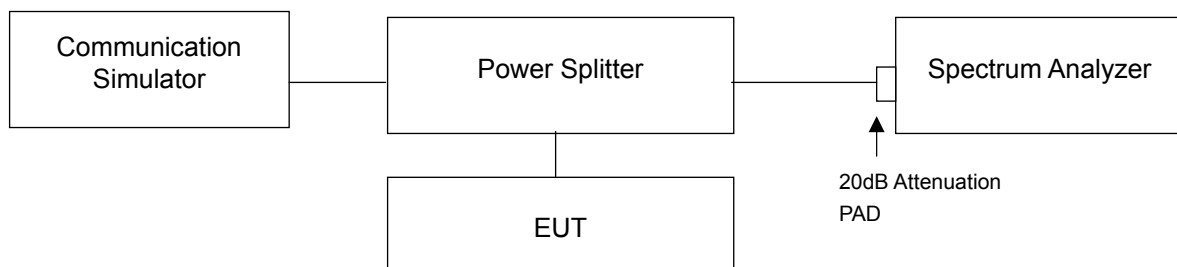 Communication
Simulator
Power Splitter
Spectrum Analyzer
20dB Attenuation
PAD
EUT